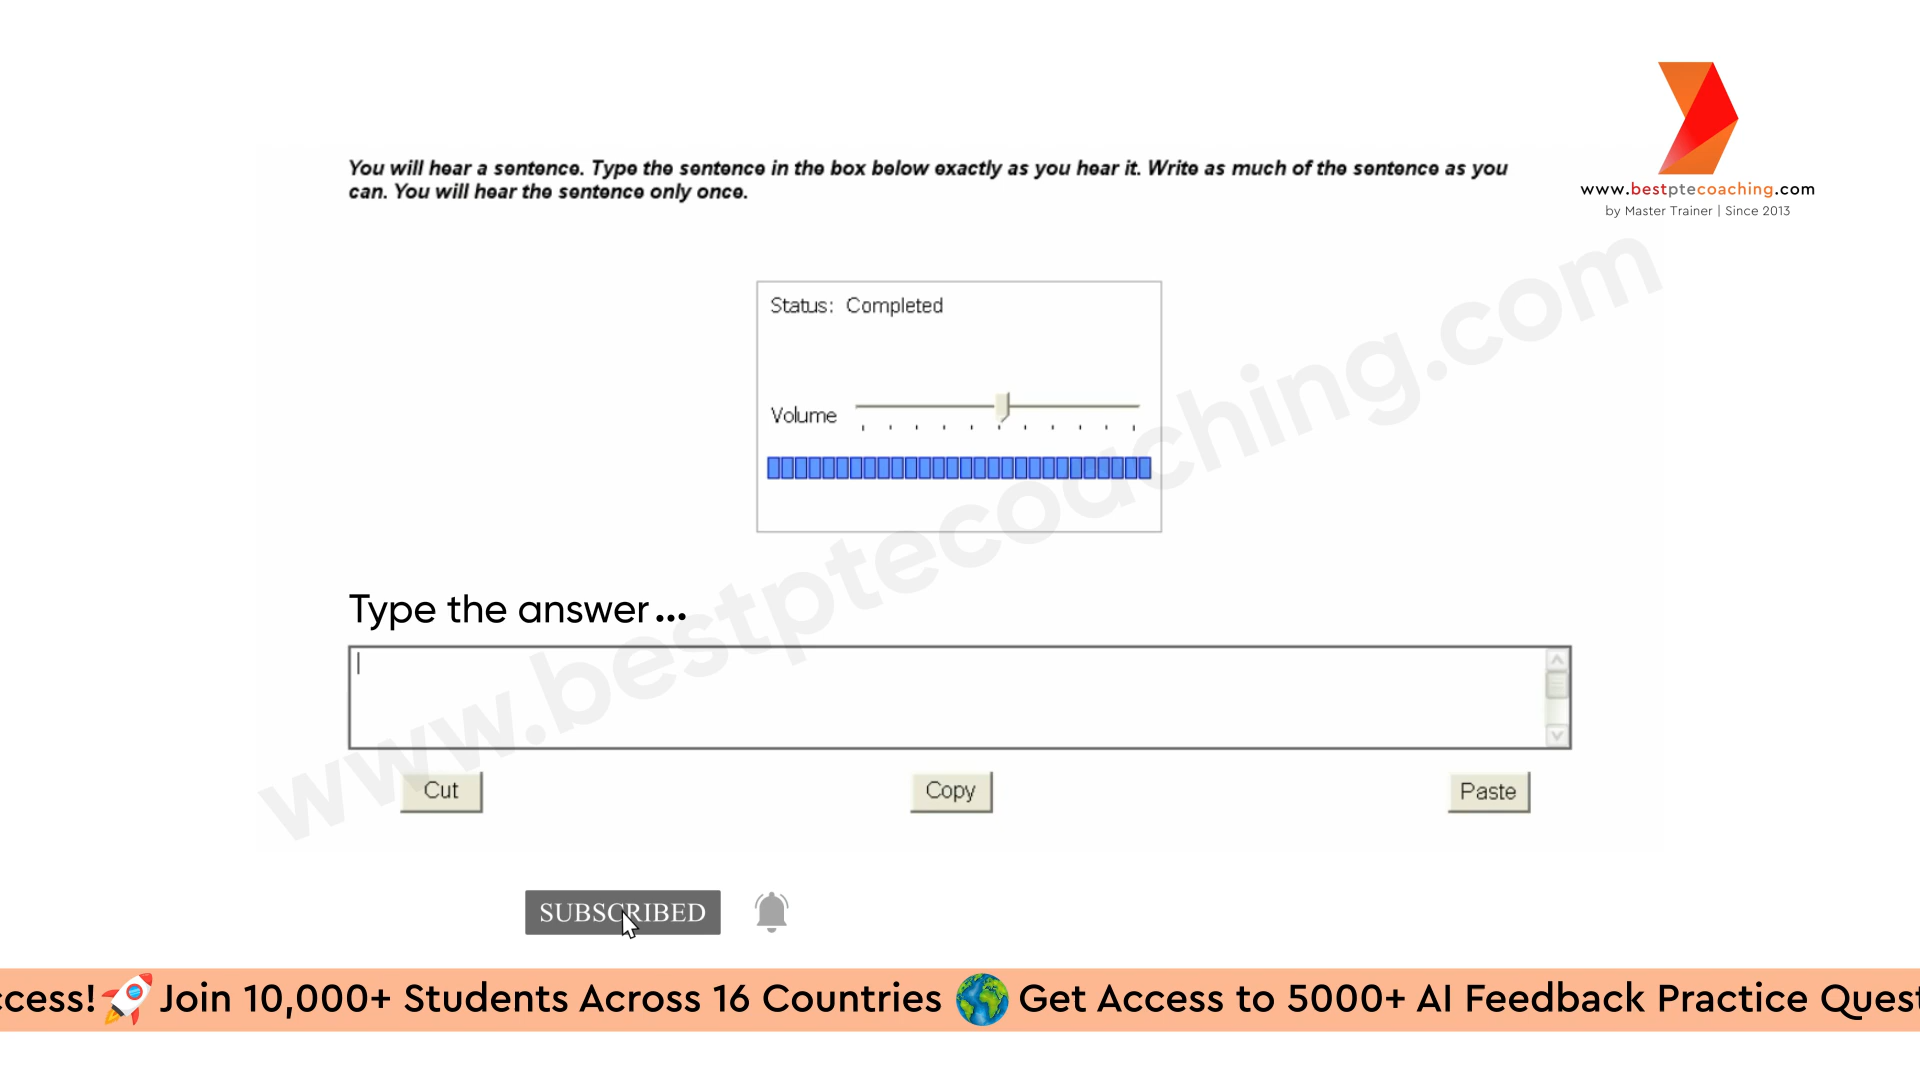 You will hear a sentence. Type the sentence in the box below exactly as you hear it. Write as much of the sentence as you
can. You will hear the sentence only once.
www.bestptecoaching.com
by Master Trainer | Since 2013
Status: Completed
Volume
www.bestptecoaching.com
Type the answer...
Cut
Copy
Paste
SUBSCRIBED
ccess! 🚀 Join 10,000+ Students Across 16 Countries 🌍 Get Access to 5000+ AI Feedback Practice Quest